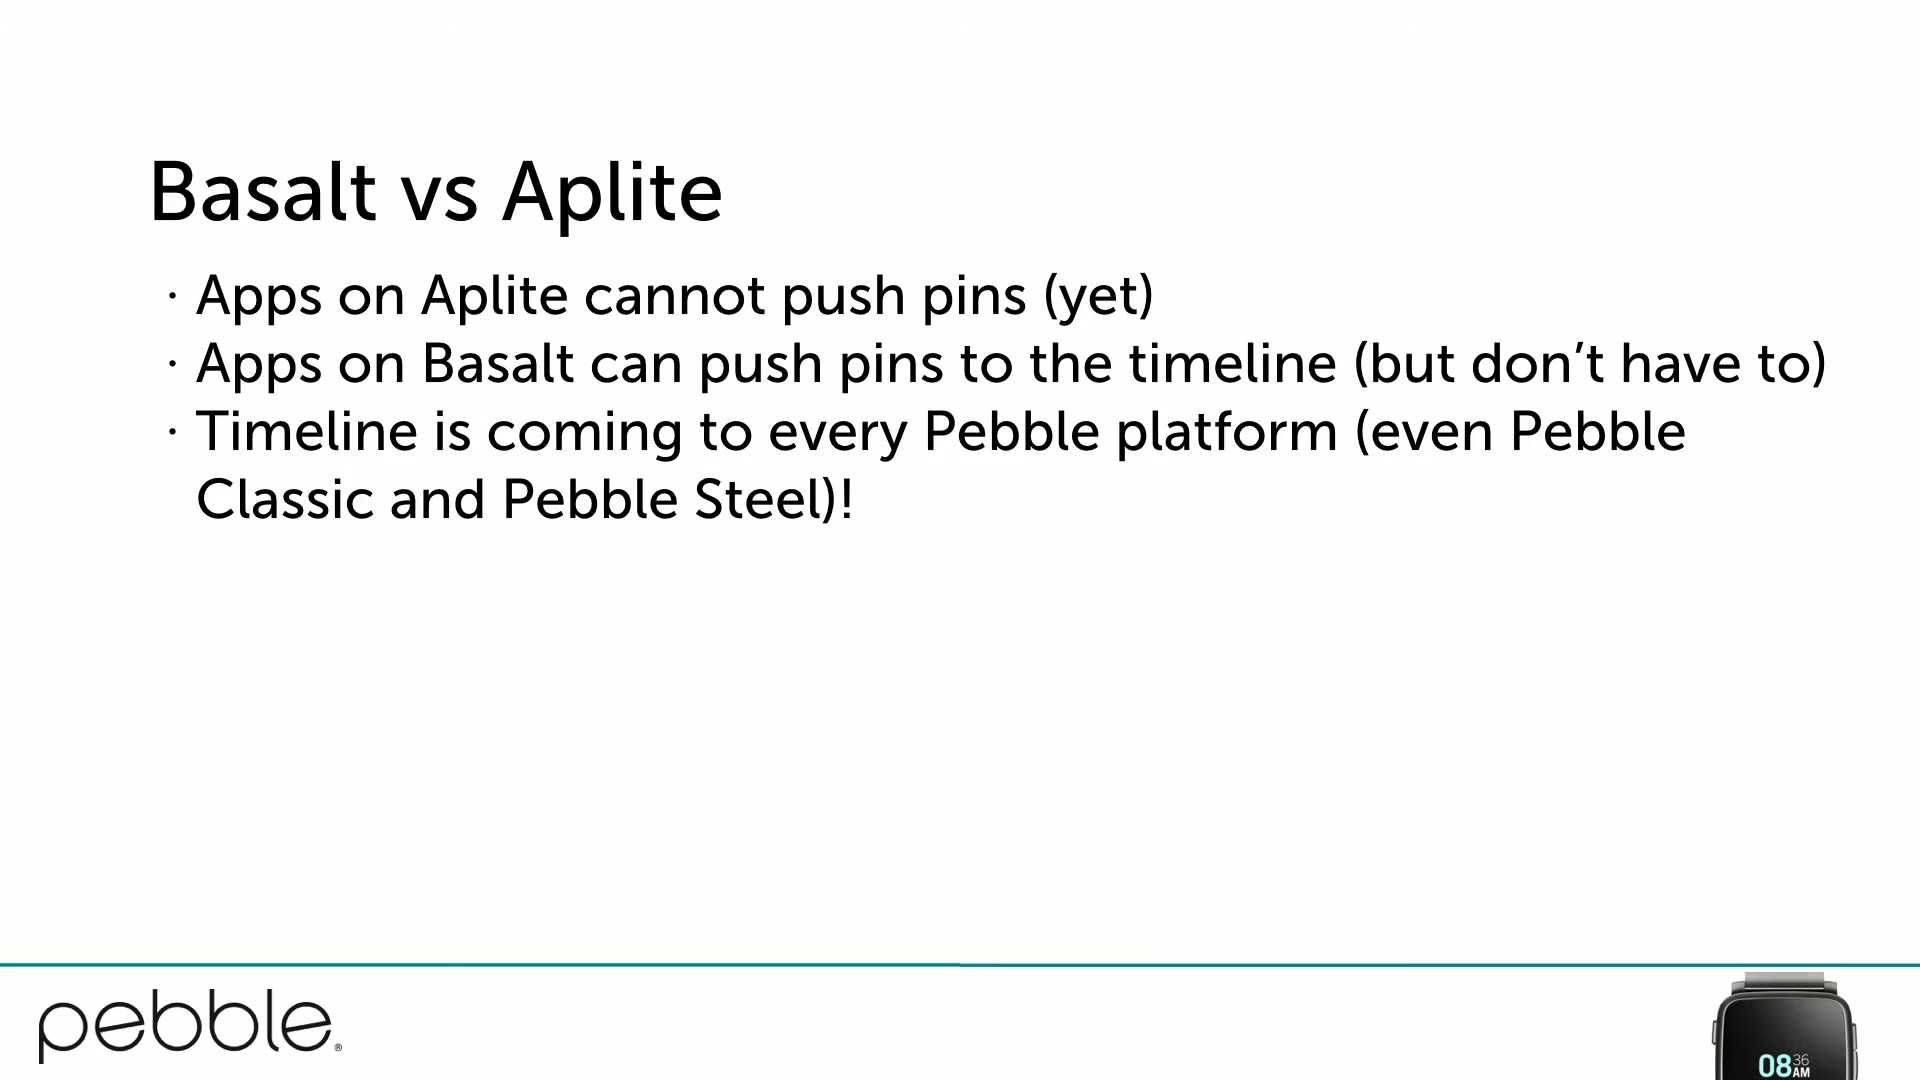 Basalt vs Aplite
· Apps on Aplite cannot push pins (yet)
· Apps on Basalt can push pins to the timeline (but don’t have to)
· Timeline is coming to every Pebble platform (even Pebble
Classic and Pebble Steel)!
pebble®
08 36
AM